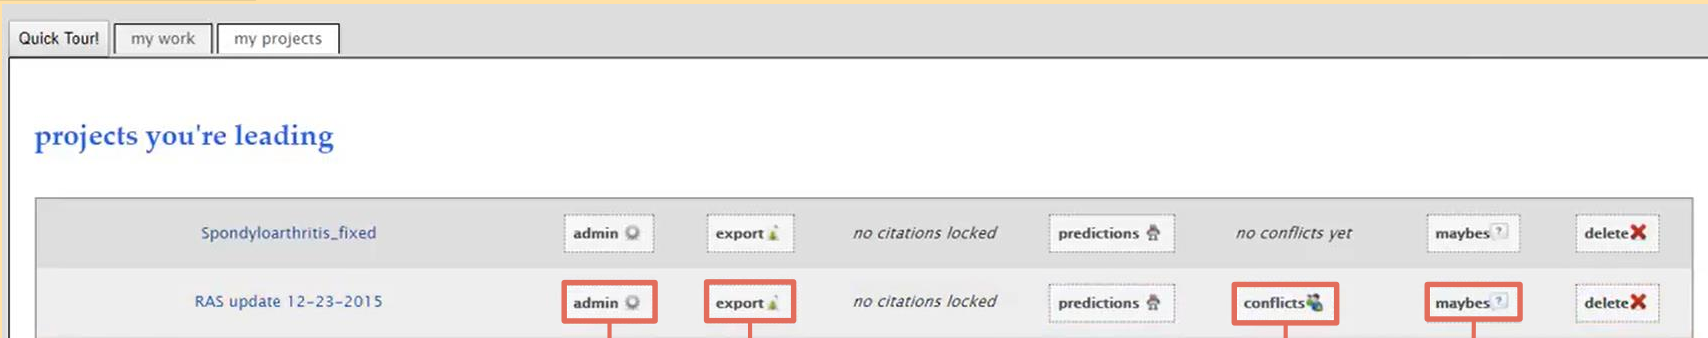 Quick Tour! my work my projects
projects you're leading
Spondyloarthritis_fixed admin export no citations locked predictions no conflicts yet maybes? delete
RAS update 12-23-2015 admin export no citations locked predictions conflicts maybes? delete